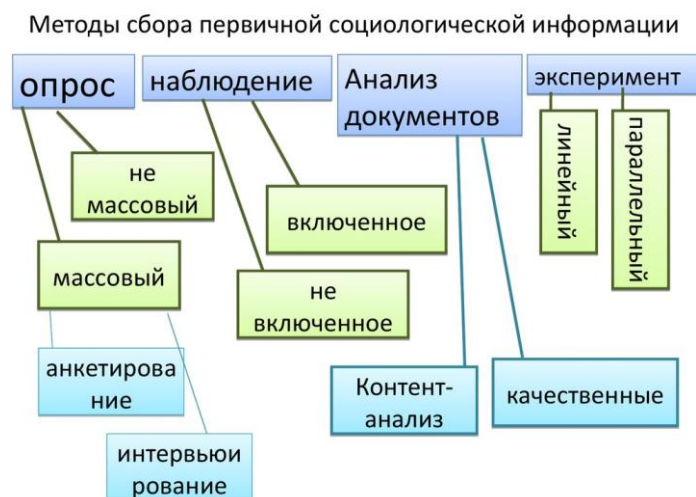 Методы сбора первичной социологической информации
опрос
наблюдение
Анализ
документов
эксперимент
линейный
параллельный
не
массовый
включенное
массовый
не
включенное
анкетирова
ние
Контент-
анализ
качественные
интервьюи
рование